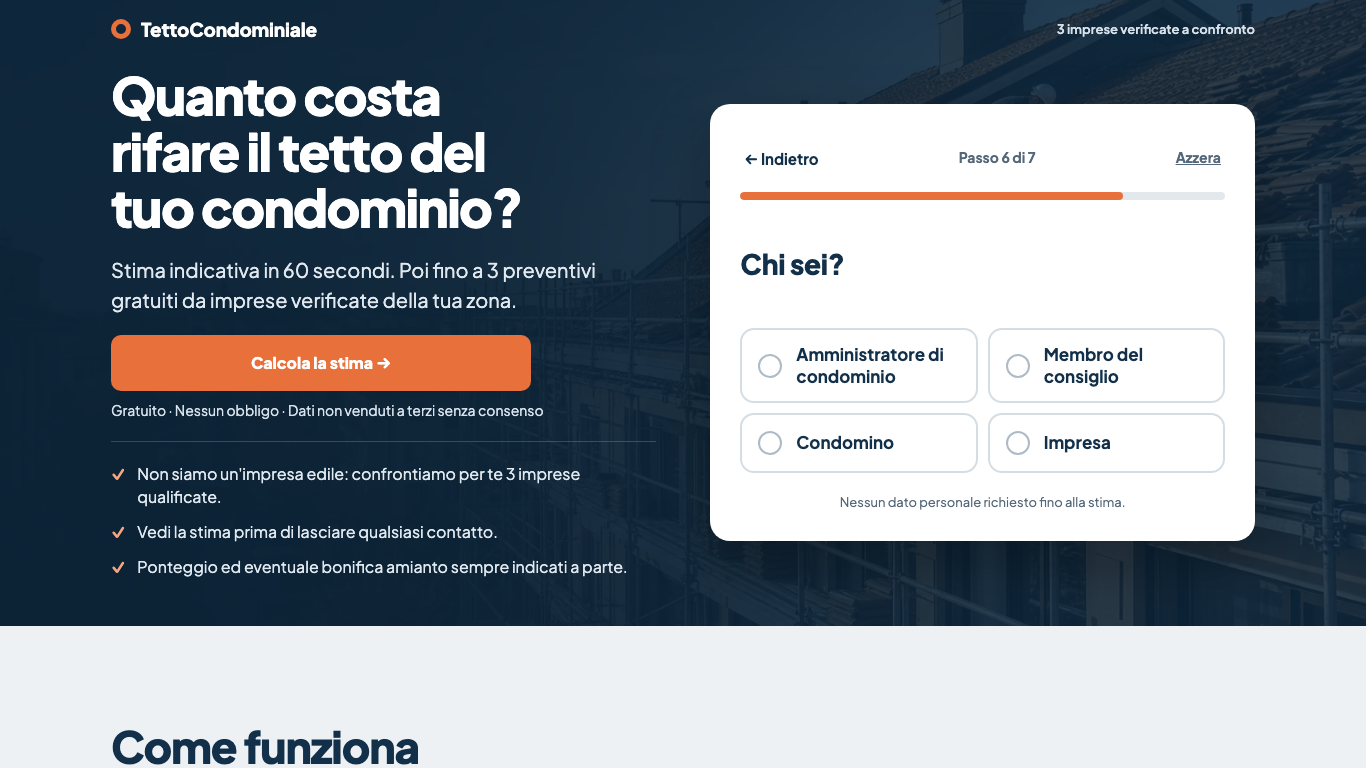 TettoCondominiale
3 imprese verificate a confronto
Quanto costa
rifare il tetto del
tuo condominio?
Stima indicativa in 60 secondi. Poi fino a 3 preventivi
gratuiti da imprese verificate della tua zona.
Calcola la stima →
Gratuito · Nessun obbligo · Dati non venduti a terzi senza consenso
Non siamo un'impresa edile: confrontiamo per te 3 imprese
qualificate.
Vedi la stima prima di lasciare qualsiasi contatto.
Ponteggio ed eventuale bonifica amianto sempre indicati a parte.
← Indietro
Passo 6 di 7
Azzera
Chi sei?
Amministratore di
condominio
Membro del
consiglio
Condomino
Impresa
Nessun dato personale richiesto fino alla stima.
Come funziona